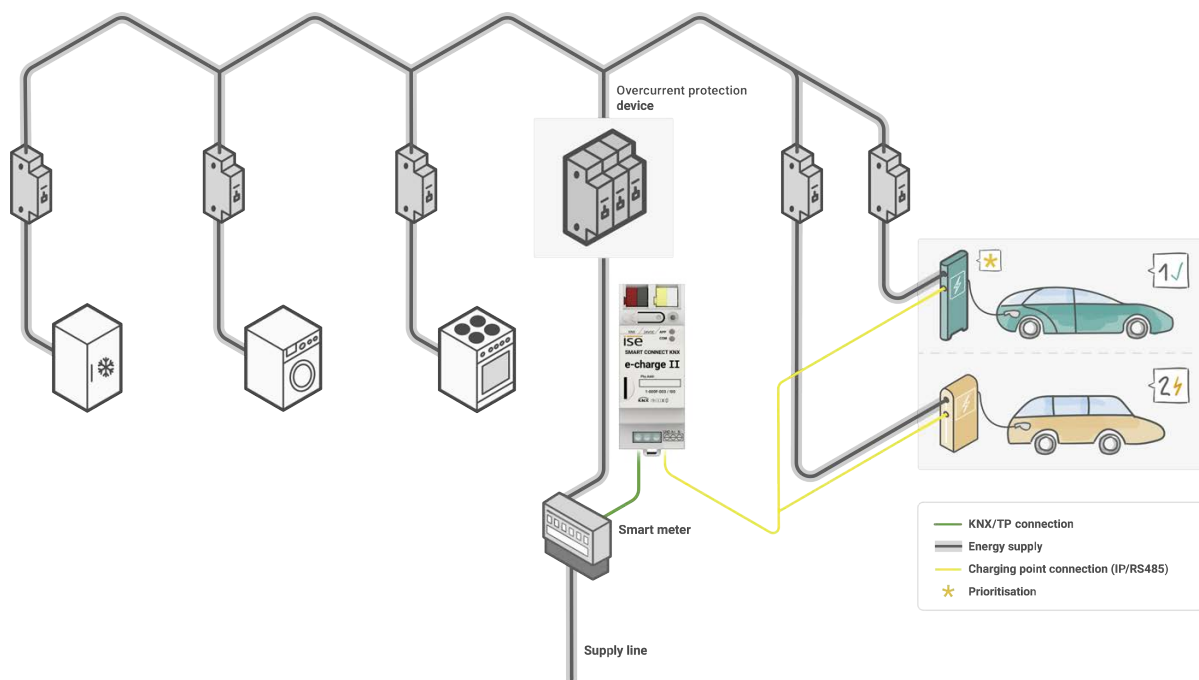 Overcurrent protection
device
1
ise
SMART CONNECT KNX
e-charge II
KNX
2
Smart meter
KNX/TP connection
Energy supply
Charging point connection (IP/RS485)
Prioritisation
Supply line